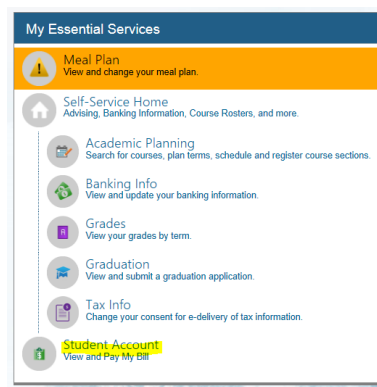 My Essential Services
Meal Plan
View and change your meal plan.
Self-Service Home
Advising, Banking Information, Course Rosters, and more.
Academic Planning
Search for courses, plan terms, schedule and register course sections.
Banking Info
View and update your banking information.
Grades
View your grades by term.
Graduation
View and submit a graduation application.
Tax Info
Change your consent for e-delivery of tax information.
Student Account
View and Pay My Bill